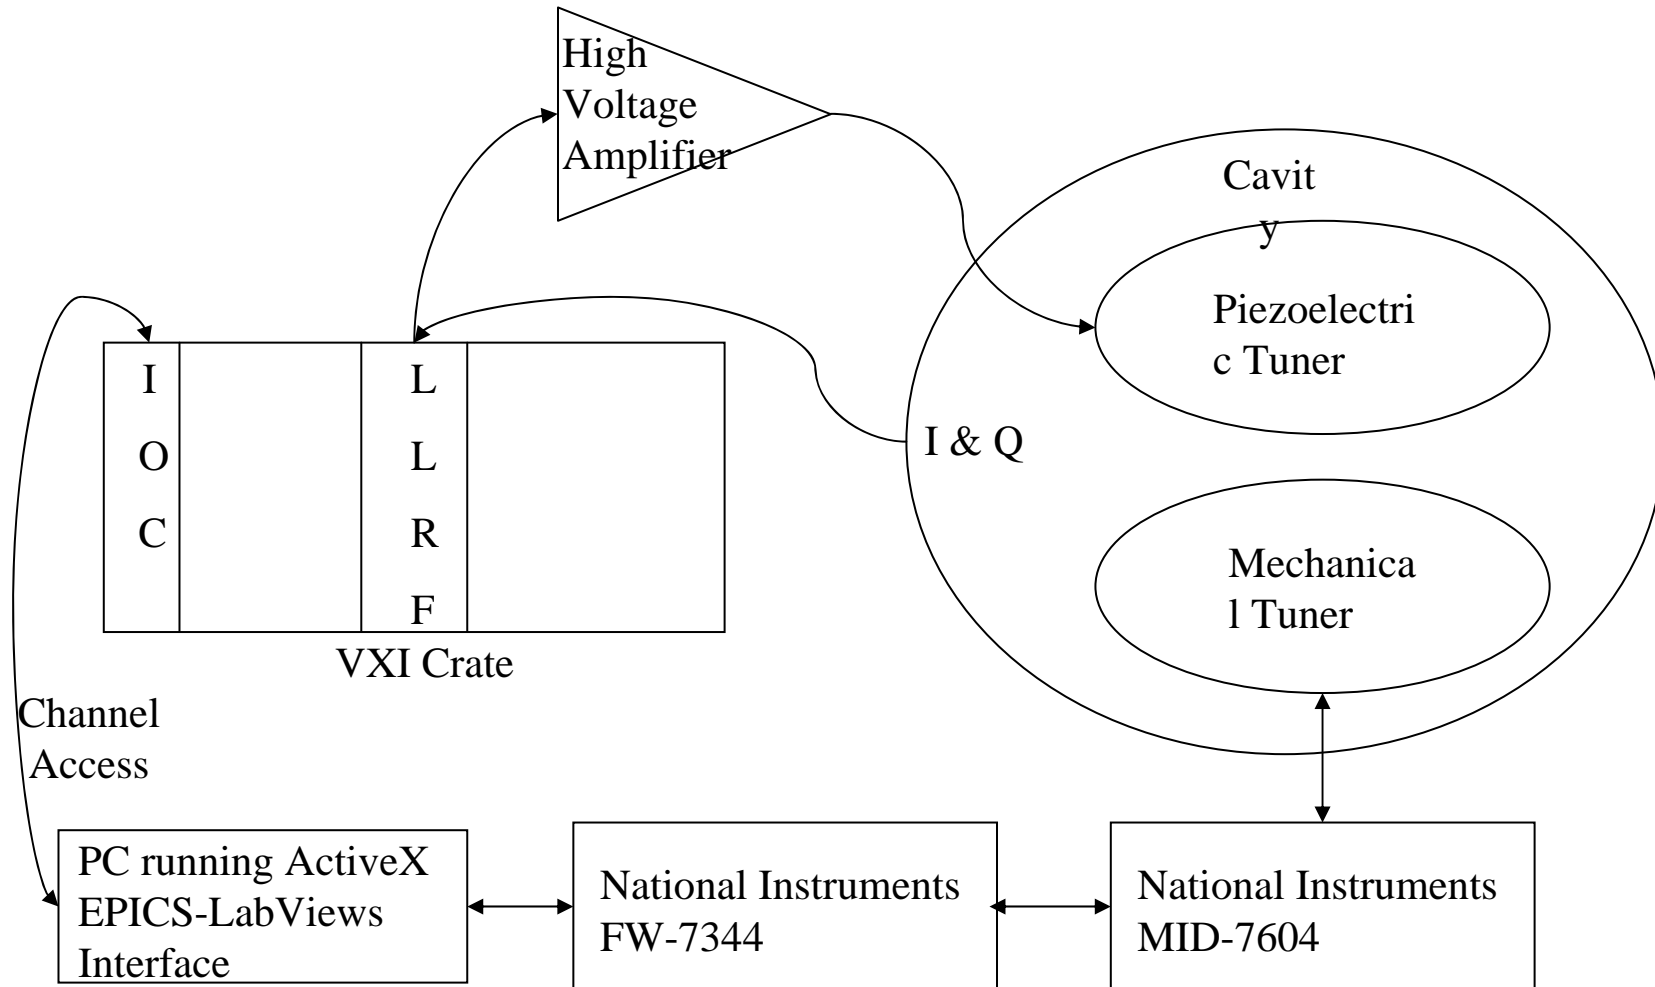 High
Voltage
Amplifier
Cavit
y
Piezoelectri
c Tuner
I & Q
Mechanica
l Tuner
I
O
C
L
L
R
F
VXI Crate
Channel
Access
PC running ActiveX
EPICS-LabViews
Interface
National Instruments
FW-7344
National Instruments
MID-7604